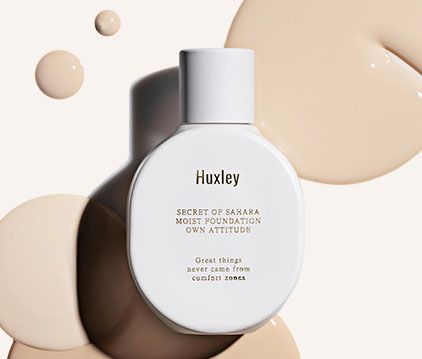 Huxley
SECRET OF SAHARA
MOIST FOUNDATION
OWN ATTITUDE
Great things
never came from
comfort zones